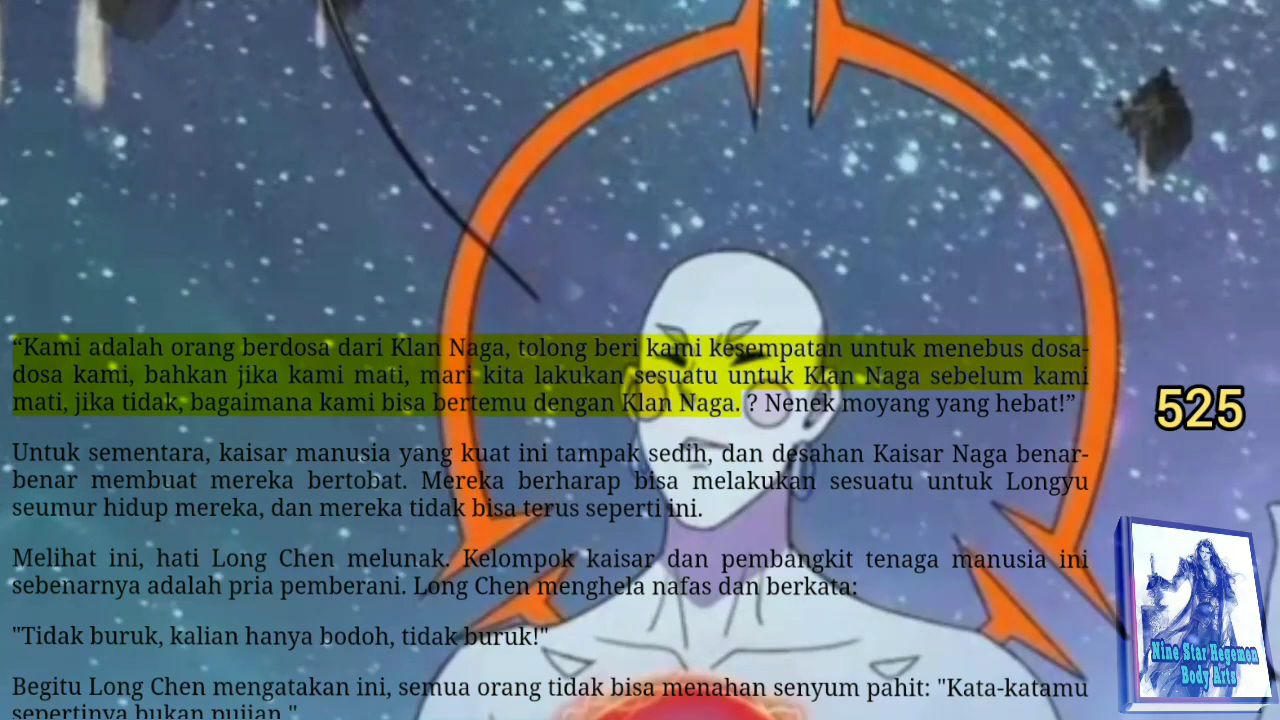 “Kami adalah orang berdosa dari Klan Naga, tolong beri kami kesempatan untuk menebus dosa-
dosa kami, bahkan jika kami mati, mari kita lakukan sesuatu untuk Klan Naga sebelum kami
mati, jika tidak, bagaimana kami bisa bertemu dengan Klan Naga. ? Nenek moyang yang hebat!”
Untuk sementara, kaisar manusia yang kuat ini tampak sedih, dan desahan Kaisar Naga benar-
benar membuat mereka bertobat. Mereka berharap bisa melakukan sesuatu untuk Longyu
seumur hidup mereka, dan mereka tidak bisa terus seperti ini.
Melihat ini, hati Long Chen melunak. Kelompok kaisar dan pembangkit tenaga manusia ini
sebenarnya adalah pria pemberani. Long Chen menghela nafas dan berkata:
"Tidak buruk, kalian hanya bodoh, tidak buruk!"
Begitu Long Chen mengatakan ini, semua orang tidak bisa menahan senyum pahit: "Kata-katamu
sepertinya bukan pujian."
525
Nine Star Hegemon
Body Arts